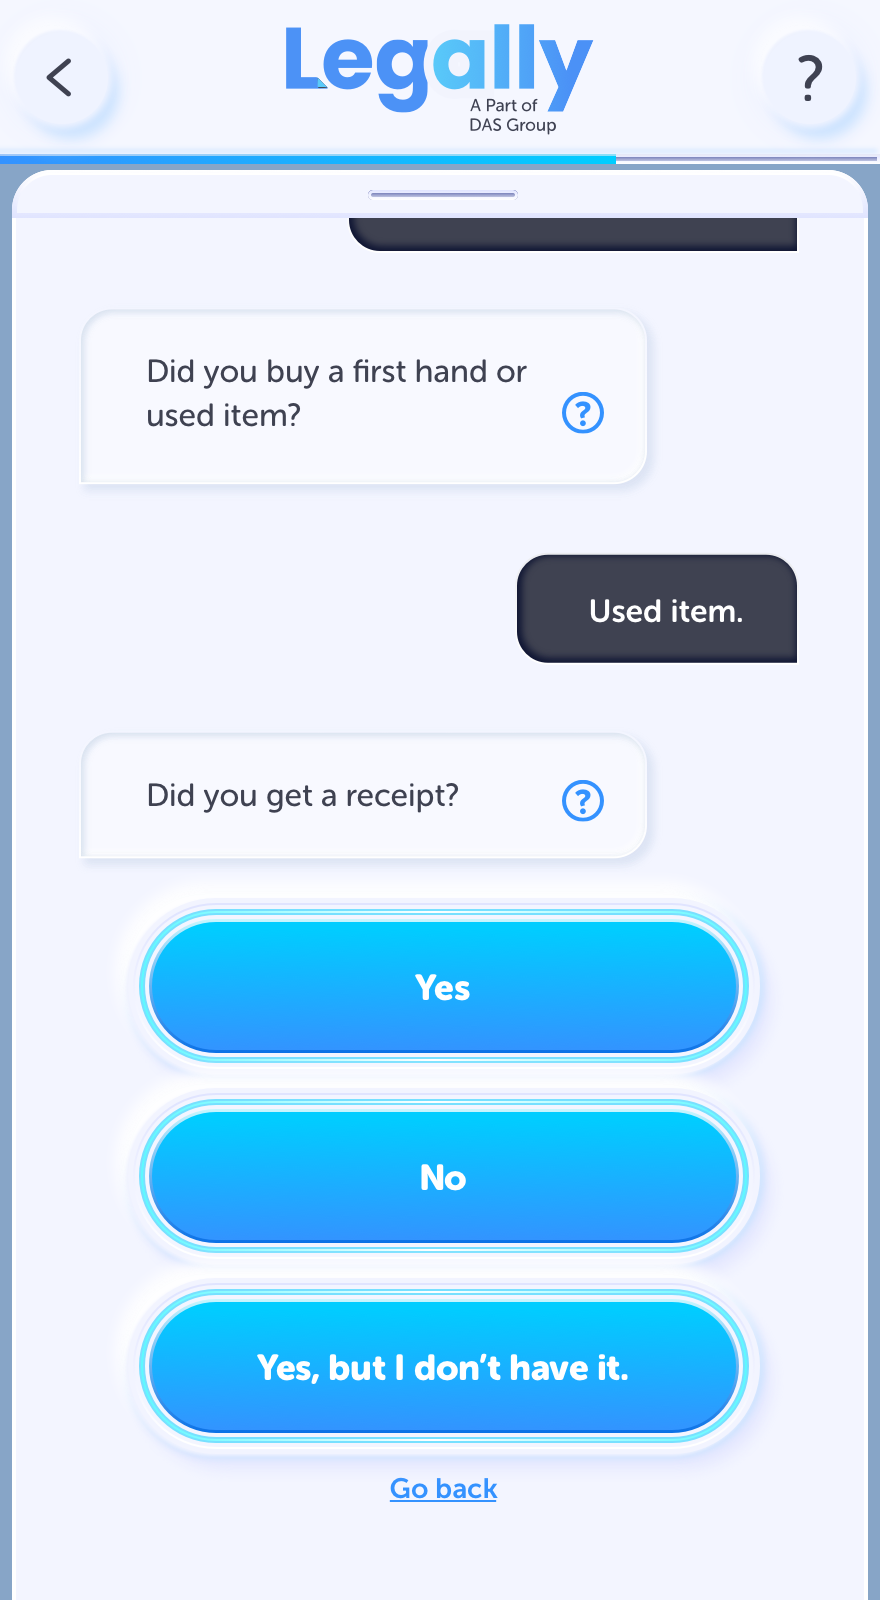 Legally
A Part of
DAS Group
?
Did you buy a first hand or
used item?
?
Used item.
Did you get a receipt?
?
Yes
No
Yes, but I don’t have it.
Go back